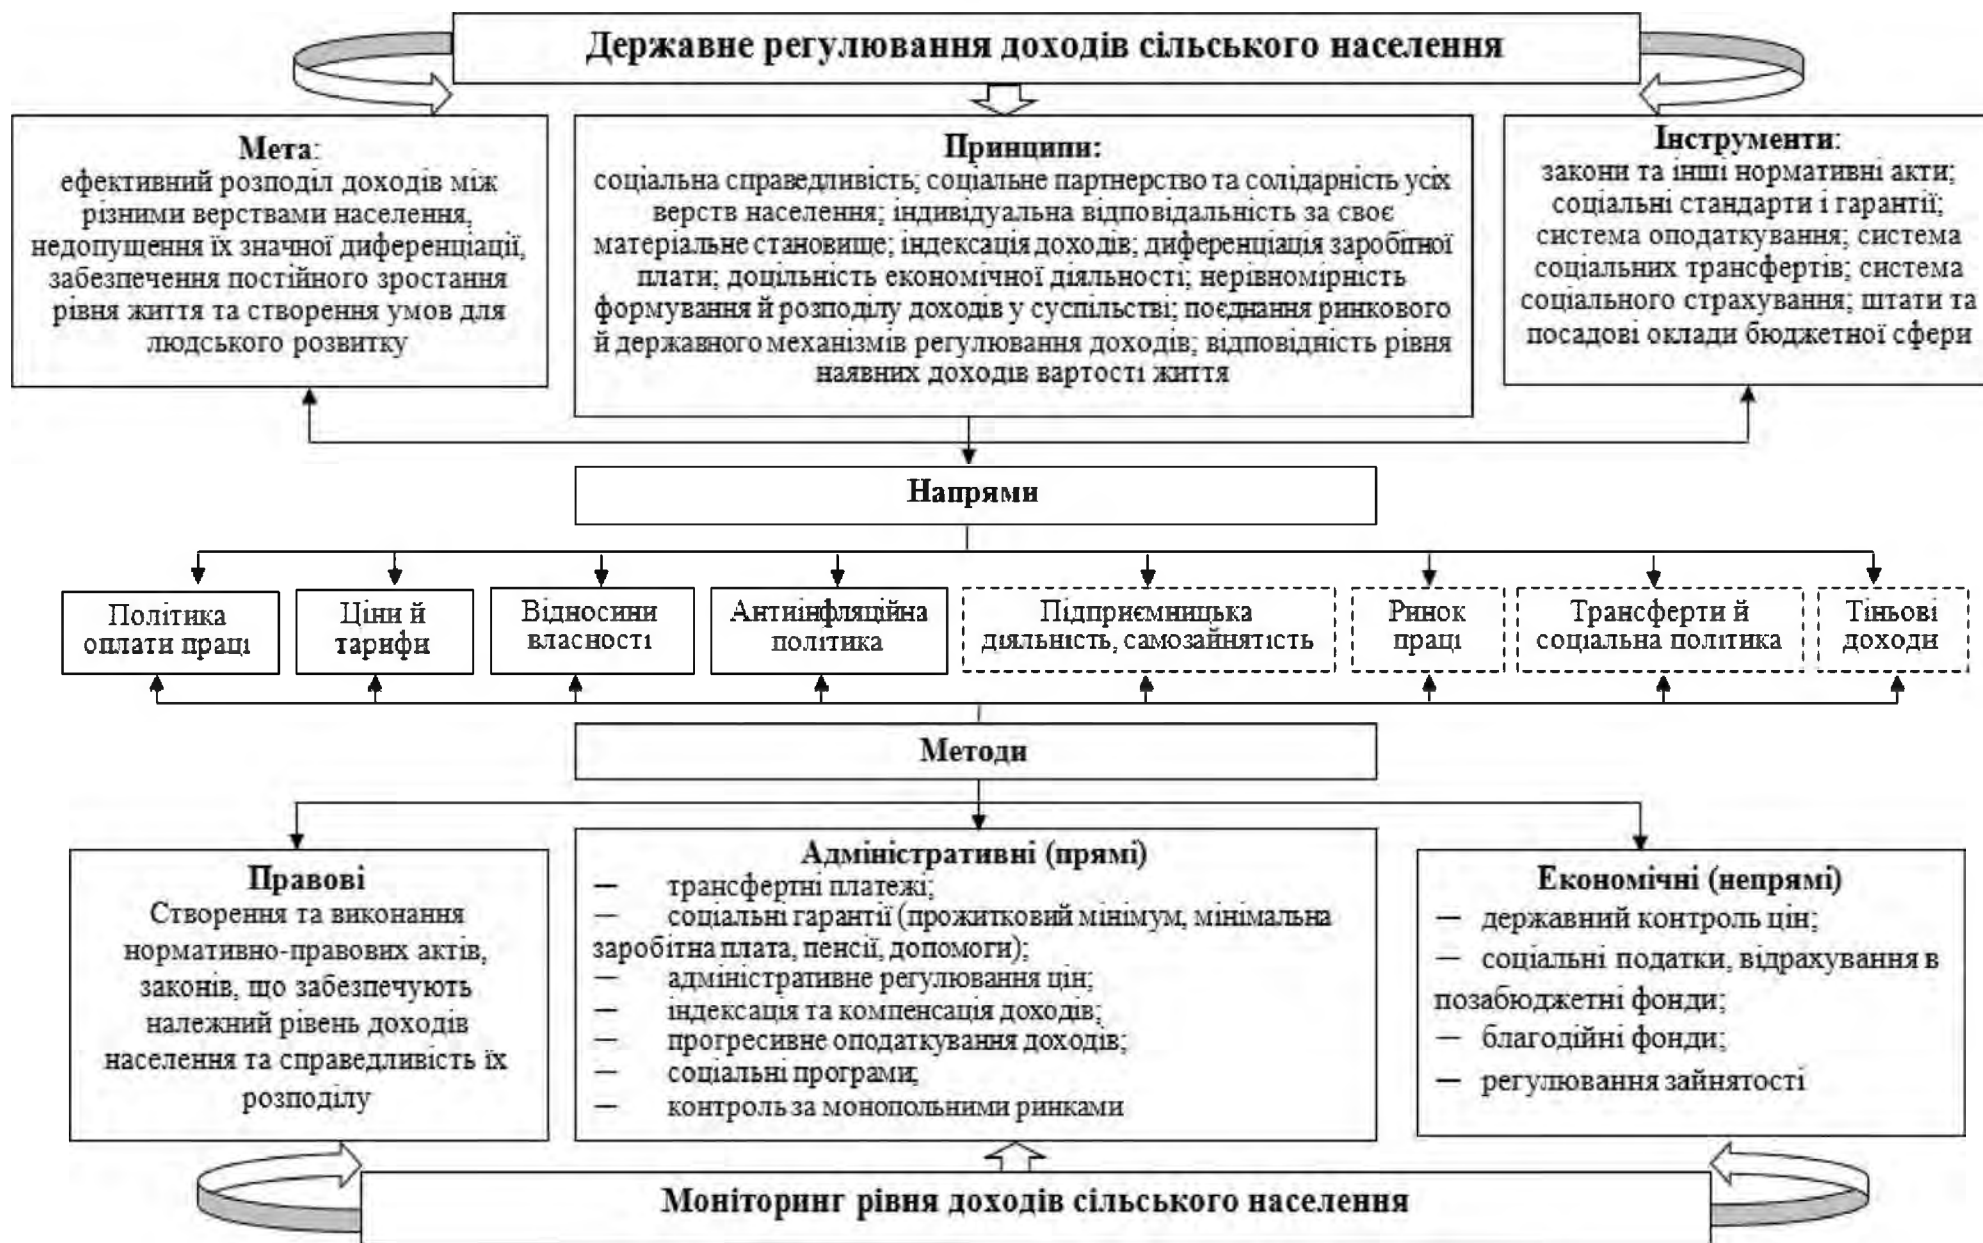 Державне регулювання доходів сільського населення
Мета:
ефективний розподіл доходів між
різними верствами населення,
недопущення їх значної диференціації,
забезпечення постійного зростання
рівня життя та створення умов для
людського розвитку
Принципи:
соціальна справедливість; соціальне партнерство та солідарність усіх
верств населення; індивідуальна відповідальність за своє
матеріальне становище; індексація доходів; диференціація заробітної
плати; доцільність економічної діяльності; нерівномірність
формування й розподілу доходів у суспільстві; поєднання ринкового
й державного механізмів регулювання доходів; відповідність рівня
наявних доходів вартості життя
Інструменти:
закони та інші нормативні акти;
соціальні стандарти і гарантії;
система оподаткування; система
соціальних трансфертів; система
соціального страхування; штати та
посадові оклади бюджетної сфери
Напрями
Політика
оплати праці
Ціни й
тарифи
Відносини
власності
Антиінфляційна
політика
Підприємницька
діяльність, самозайнятість
Ринок
праці
Трансферти й
соціальна політика
Тіньові
доходи
Методи
Правові
Створення та виконання
нормативно-правових актів,
законів, що забезпечують
належний рівень доходів
населення та справедливість їх
розподілу
Адміністративні (прямі)
— трансфертні платежі;
— соціальні гарантії (прожитковий мінімум, мінімальна
заробітна плата, пенсії, допомоги);
— адміністративне регулювання цін;
— індексація та компенсація доходів;
— прогресивне оподаткування доходів;
— соціальні програми;
— контроль за монопольними ринками
Економічні (непрямі)
— державний контроль цін;
— соціальні податки, відрахування в
позабюджетні фонди;
— благодійні фонди;
— регулювання зайнятості
Моніторинг рівня доходів сільського населення